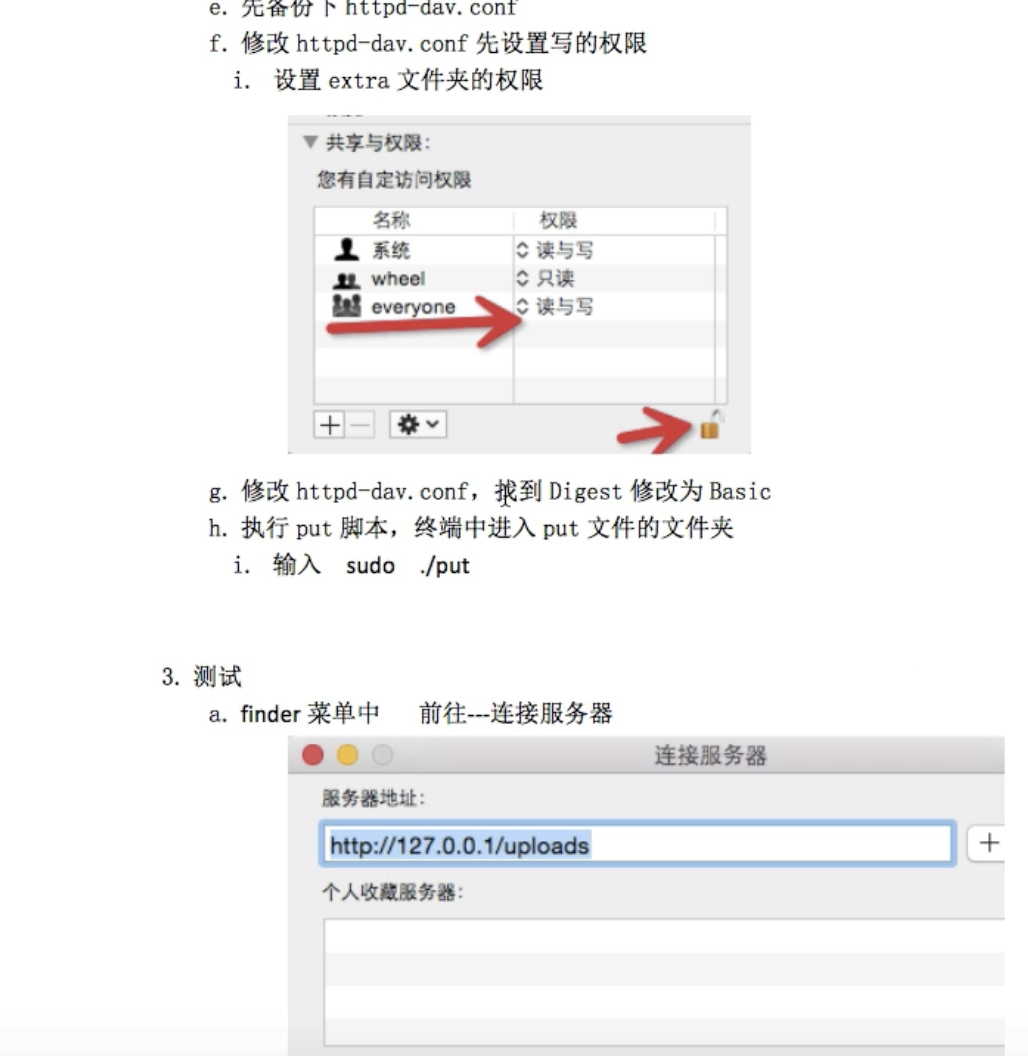 e. 先备份下 httpd-dav.conf
f. 修改 httpd-dav.conf 先设置写的权限
i. 设置 extra 文件夹的权限
共享与权限:
您有自定访问权限
名称 权限
系统 读与写
wheel 只读
everyone 读与写
g. 修改 httpd-dav.conf，找到 Digest 修改为 Basic
h. 执行 put 脚本，终端中进入 put 文件的文件夹
i. 输入 sudo ./put
3. 测试
a. finder 菜单中 前往---连接服务器
连接服务器
服务器地址:
http://127.0.0.1/uploads
个人收藏服务器: